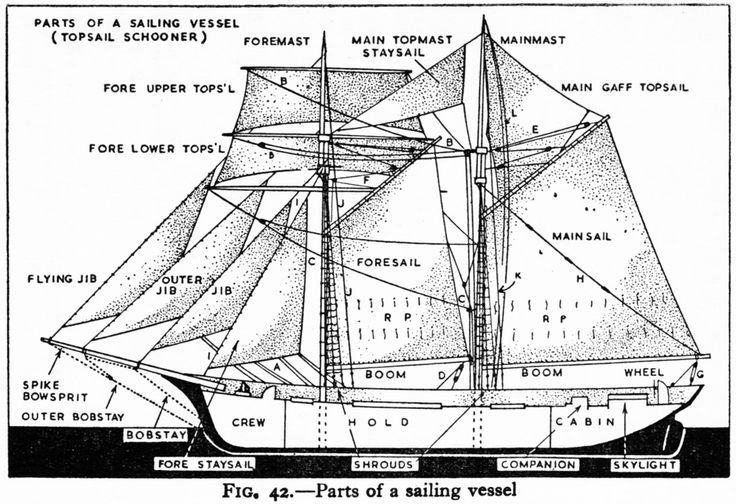 PARTS OF A SAILING VESSEL
(TOPSAIL SCHOONER)
FOREMAST
MAIN TOPMAST
STAYSAIL
MAINMAST
FORE UPPER TOPS'L
MAIN GAFF TOPSAIL
B
L
E
B
FORE LOWER TOPS'L
B
F
I
J
MAINSAIL
FORESAIL
C
L
FLYING JIB
OUTER
JIB
JIB
K
H
J
C
R P
R P
I
A
BOOM
D
BOOM
WHEEL
G
SPIKE
BOWSPRIT
OUTER BOBSTAY
BOBSTAY
CREW
HOLD
CABIN
FORE STAYSAIL
SHROUDS
COMPANION
SKYLIGHT
FIG. 42.—Parts of a sailing vessel